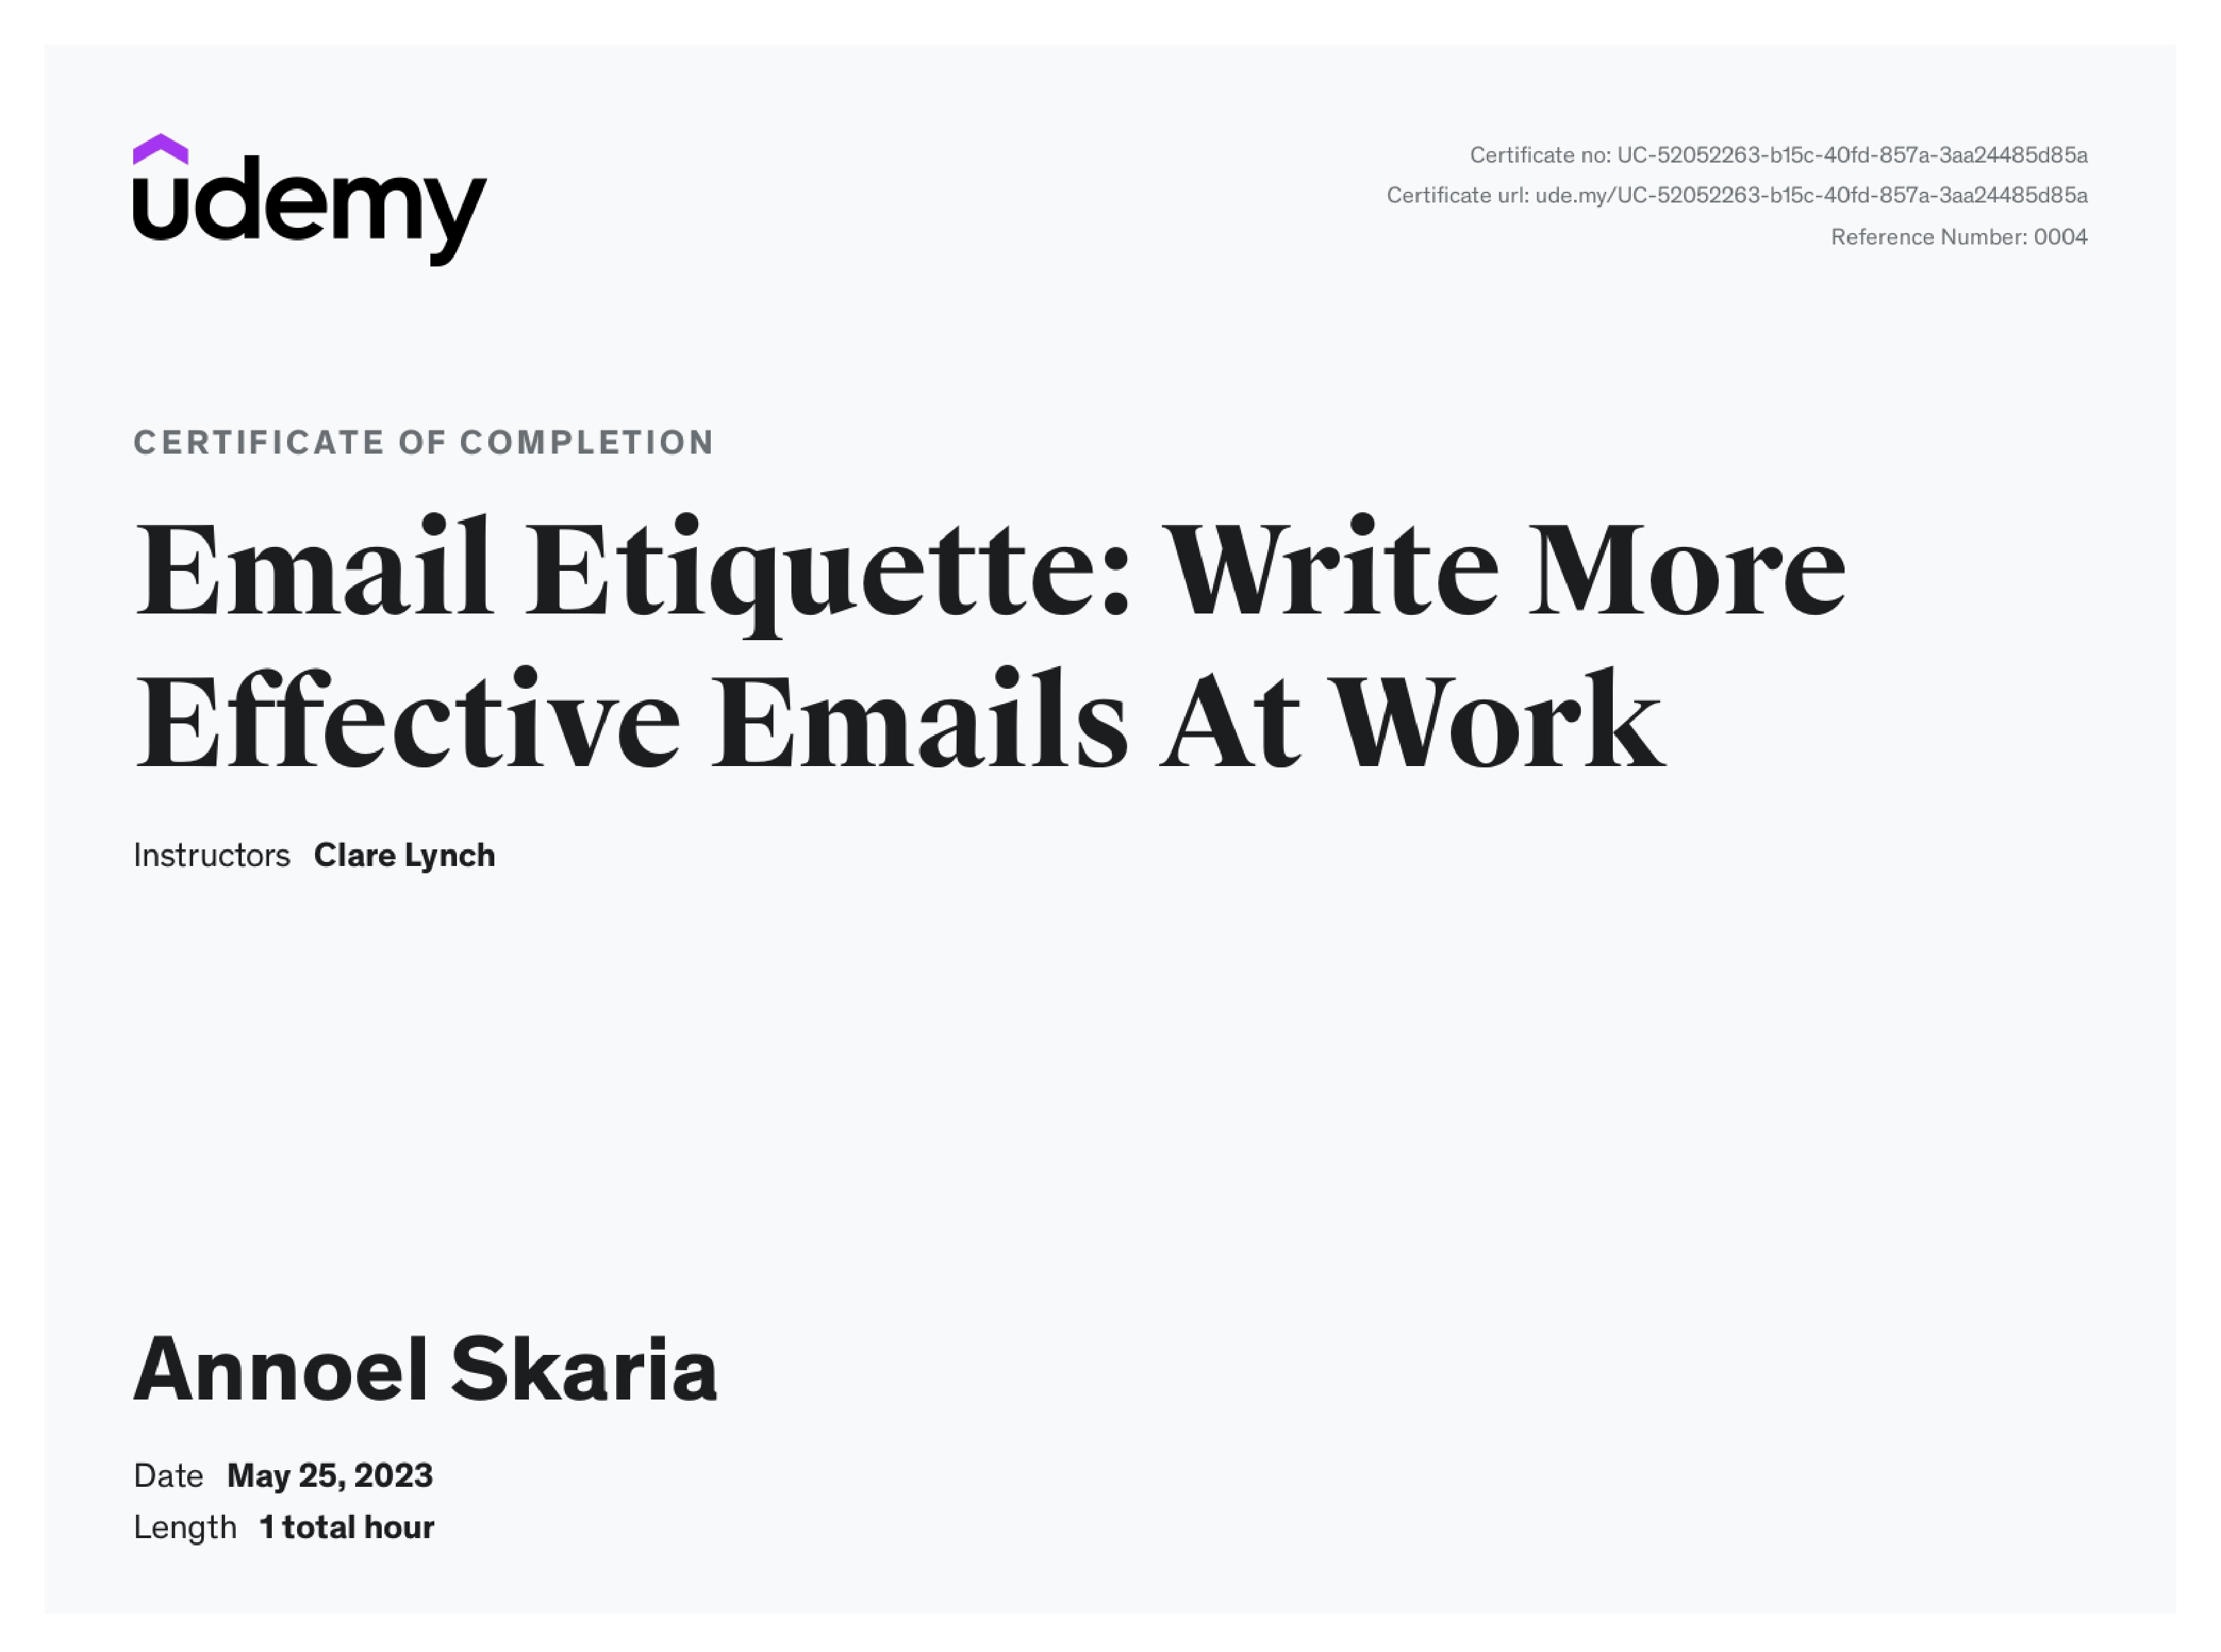 udemy
Certificate no: UC-52052263-b15c-40fd-857a-3aa24485d85a
Certificate url: ude.my/UC-52052263-b15c-40fd-857a-3aa24485d85a
Reference Number: 0004
CERTIFICATE OF COMPLETION
Email Etiquette: Write More
Effective Emails At Work
Instructors Clare Lynch
Annoel Skaria
Date May 25, 2023
Length 1 total hour